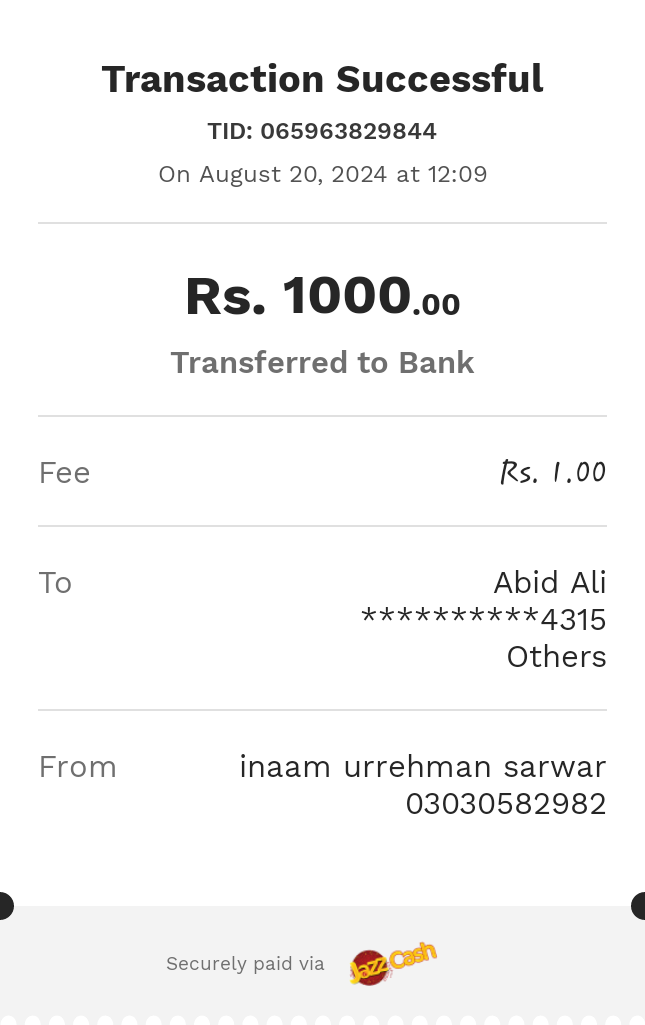 Transaction Successful
TID: 065963829844
On August 20, 2024 at 12:09
Rs. 1000.00
Transferred to Bank
Fee Rs. 1.00
To Abid Ali
**********4315
Others
From inaam urrehman sarwar
03030582982
Securely paid via JazzCash